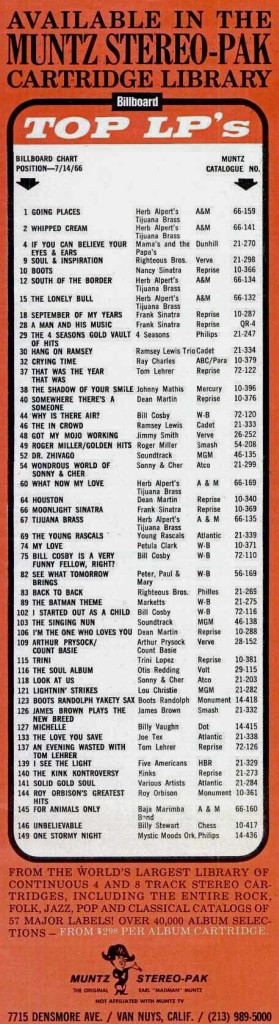 AVAILABLE IN THE
MUNTZ STEREO-PAK
CARTRIDGE LIBRARY
Billboard
TOP LP's
BILLBOARD CHART MUNTZ
POSITION—7/14/66 CATALOGUE NO.
1 GOING PLACES Herb Alpert's A&M 66-159
Tijuana Brass
2 WHIPPED CREAM Herb Alpert's A&M 66-141
Tijuana Brass
4 IF YOU CAN BELIEVE YOUR Mama's and the Dunhill 21-270
EYES & EARS Papa's
9 SOUL & INSPIRATION Righteous Bros. Verve 21-298
10 BOOTS Nancy Sinatra Reprise 10-366
12 SOUTH OF THE BORDER Herb Alpert's A&M 66-134
Tijuana Brass
15 THE LONELY BULL Herb Alpert's A&M 66-132
Tijuana Brass
18 SEPTEMBER OF MY YEARS Frank Sinatra Reprise 10-287
28 A MAN AND HIS MUSIC Frank Sinatra Reprise QR-4
29 THE 4 SEASONS GOLD VAULT 4 Seasons Philips 21-247
OF HITS
30 HANG ON RAMSEY Ramsey Lewis Trio Cadet 21-334
32 CRYING TIME Ray Charles ABC/Para 10-379
37 THAT WAS THE YEAR Tom Lehrer Reprise 72-122
THAT WAS
38 THE SHADOW OF YOUR SMILE Johnny Mathis Mercury 10-396
40 SOMEWHERE THERE'S A Dean Martin Reprise 10-376
SOMEONE
44 WHY IS THERE AIR? Bill Cosby W-B 72-120
46 THE IN CROWD Ramsey Lewis Cadet 21-333
48 GOT MY MOJO WORKING Jimmy Smith Verve 26-252
49 ROGER MILLER/GOLDEN HITS Roger Miller Smash 54-208
52 DR. ZHIVAGO Soundtrack MGM 46-135
54 WONDROUS WORLD OF Sonny & Cher Atco 21-299
SONNY & CHER
60 WHAT NOW MY LOVE Herb Alpert's A & M 66-169
Tijuana Brass
64 HOUSTON Dean Martin Reprise 10-340
66 MOONLIGHT SINATRA Frank Sinatra Reprise 10-369
67 TIJUANA BRASS Herb Alpert's A & M 66-135
Tijuana Brass
69 THE YOUNG RASCALS Young Rascals Atlantic 21-339
74 MY LOVE Petula Clark W-B 10-371
75 BILL COSBY IS A VERY Bill Cosby W-B 72-110
FUNNY FELLOW, RIGHT?
82 SEE WHAT TOMORROW Peter, Paul & W-B 66-169
BRINGS Mary
83 BACK TO BACK Righteous Bros. Philles 21-269
89 THE BATMAN THEME Marketts W-B 21-275
102 I STARTED OUT AS A CHILD Bill Cosby W-B 72-116
103 THE SINGING NUN Soundtrack MGM 46-138
106 I'M THE ONE WHO LOVES YOU Dean Martin Reprise 10-288
109 ARTHUR PRYSOCK/ Arthur Prysock Verve 28-152
COUNT BASIE Count Basie
115 TRINI Trini Lopez Reprise 10-381
116 THE SOUL ALBUM Otis Redding Volt 29-115
118 LOOK AT US Sonny & Cher Atco 21-203
121 LIGHTNIN' STRIKES Lou Christie MGM 21-282
123 BOOTS RANDOLPH YAKETY SAX Boots Randolph Monument 14-418
126 JAMES BROWN PLAYS THE James Brown Smash 21-332
NEW BREED
127 MICHELLE Billy Vaughn Dot 14-415
133 THE LOVE YOU SAVE Joe Tex Atlantic 21-338
137 AN EVENING WASTED WITH Tom Lehrer Reprise 72-126
TOM LEHRER
139 I SEE THE LIGHT Five Americans HBR 21-329
140 THE KINK KONTROVERSY Kinks Reprise 21-273
141 SOLID GOLD SOUL Various Artists Atlantic 21-284
144 ROY ORBISON'S GREATEST Roy Orbison Monument 10-361
HITS
145 FOR ANIMALS ONLY Baja Marimba A & M 66-160
Band
146 UNBELIEVABLE Billy Stewart Chess 10-417
149 ONE STORMY NIGHT Mystic Moods Ork. Philips 14-436
FROM THE WORLD'S LARGEST LIBRARY OF
CONTINUOUS 4 AND 8 TRACK STEREO CAR-
TRIDGES, INCLUDING THE ENTIRE ROCK,
FOLK, JAZZ, POP AND CLASSICAL CATALOGS OF
57 MAJOR LABELS! OVER 40,000 ALBUM SELEC-
TIONS — FROM $2.98 PER ALBUM CARTRIDGE.
MUNTZ STEREO-PAK
THE ORIGINAL EARL "MADMAN" MUNTZ
NOT AFFILIATED WITH MUNTZ TV
7715 DENSMORE AVE. / VAN NUYS, CALIF. / (213) 989-5000